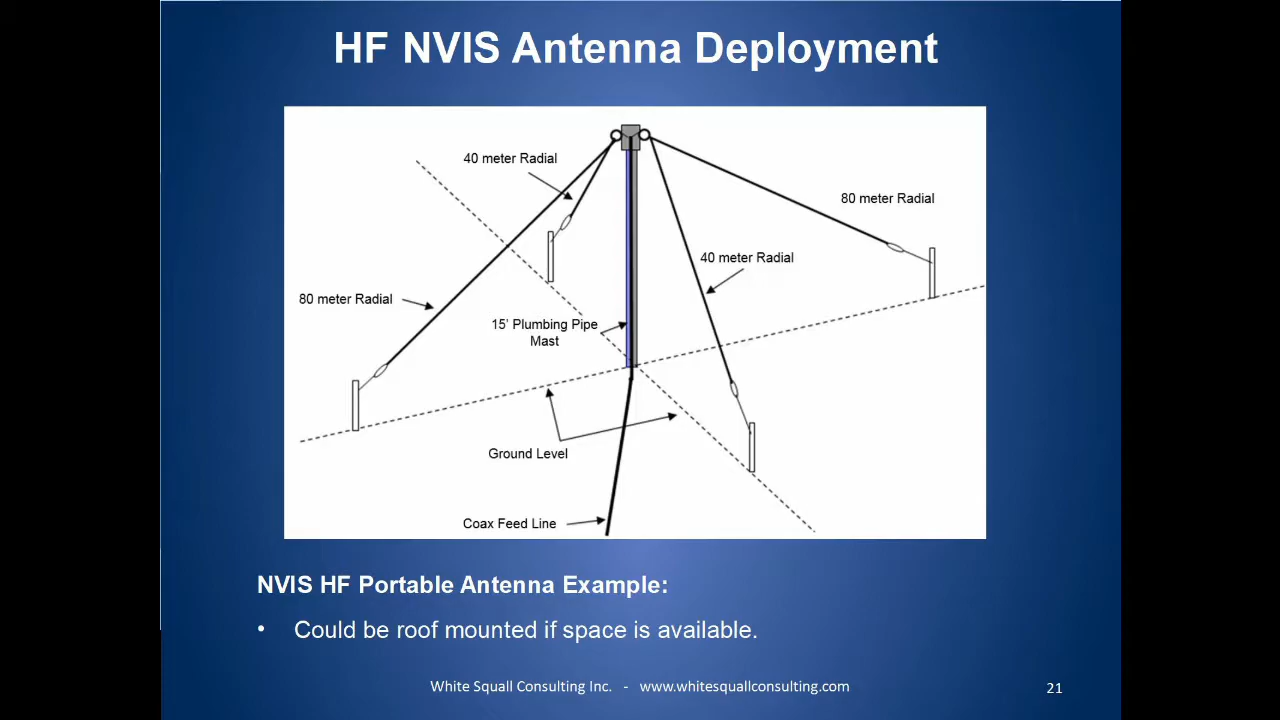 HF NVIS Antenna Deployment
40 meter Radial
80 meter Radial
40 meter Radial
80 meter Radial
15' Plumbing Pipe
Mast
Ground Level
Coax Feed Line
NVIS HF Portable Antenna Example:
• Could be roof mounted if space is available.
White Squall Consulting Inc. - www.whitesquallconsulting.com
21